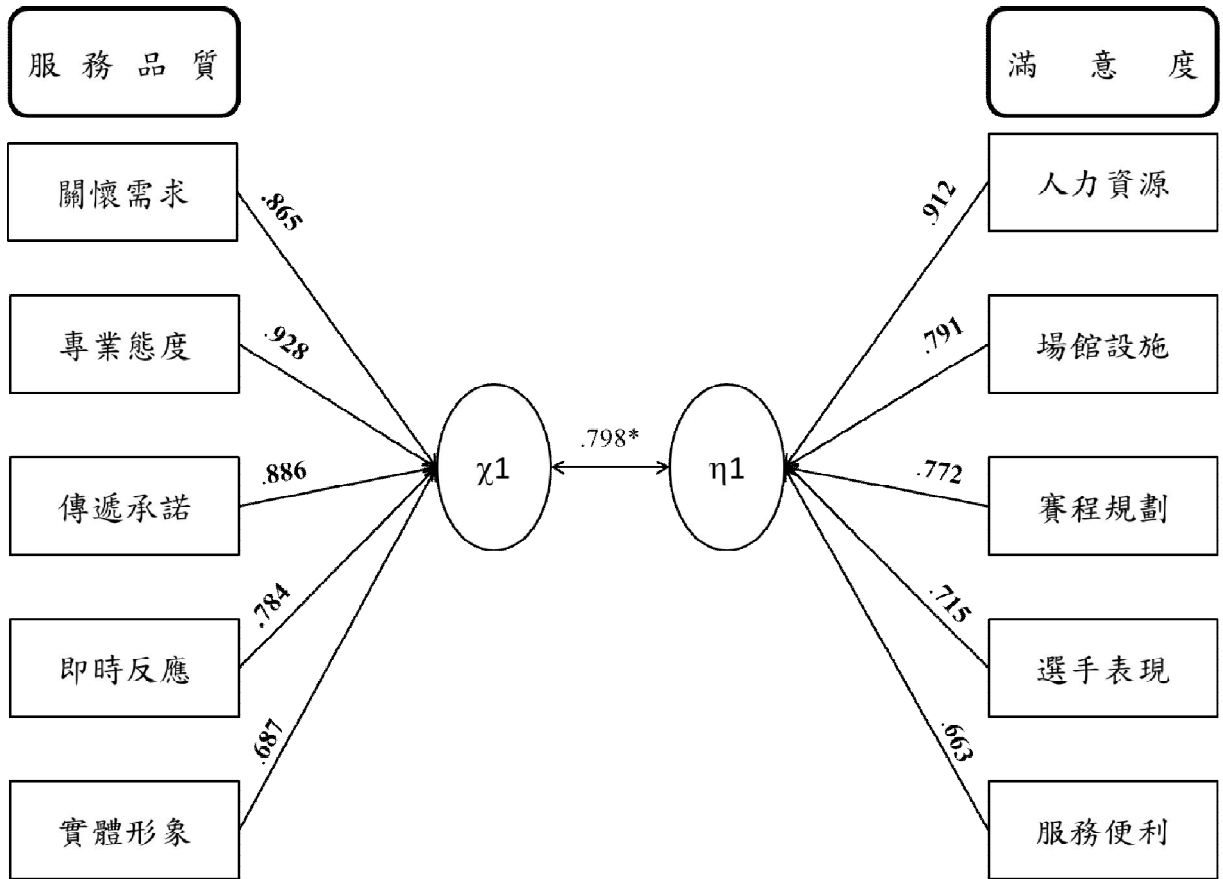 服務品質
滿意度
關懷需求
.865
.912
人力資源
專業態度
.928
.791
場館設施
傳遞承諾
.886
χ1
.798*
η1
.772
賽程規劃
即時反應
.784
.715
選手表現
實體形象
.687
.663
服務便利